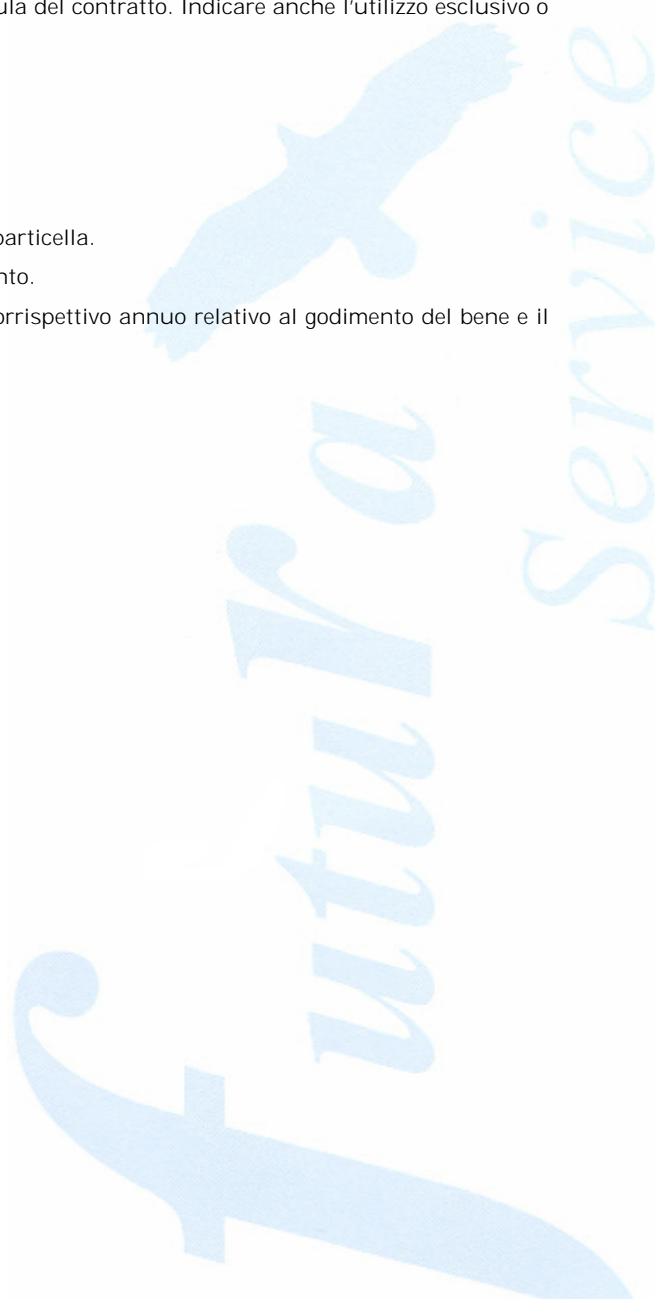 ula del contratto. Indicare anche l'utilizzo esclusivo o
particella.
nto.
orrispettivo annuo relativo al godimento del bene e il
futura
Service